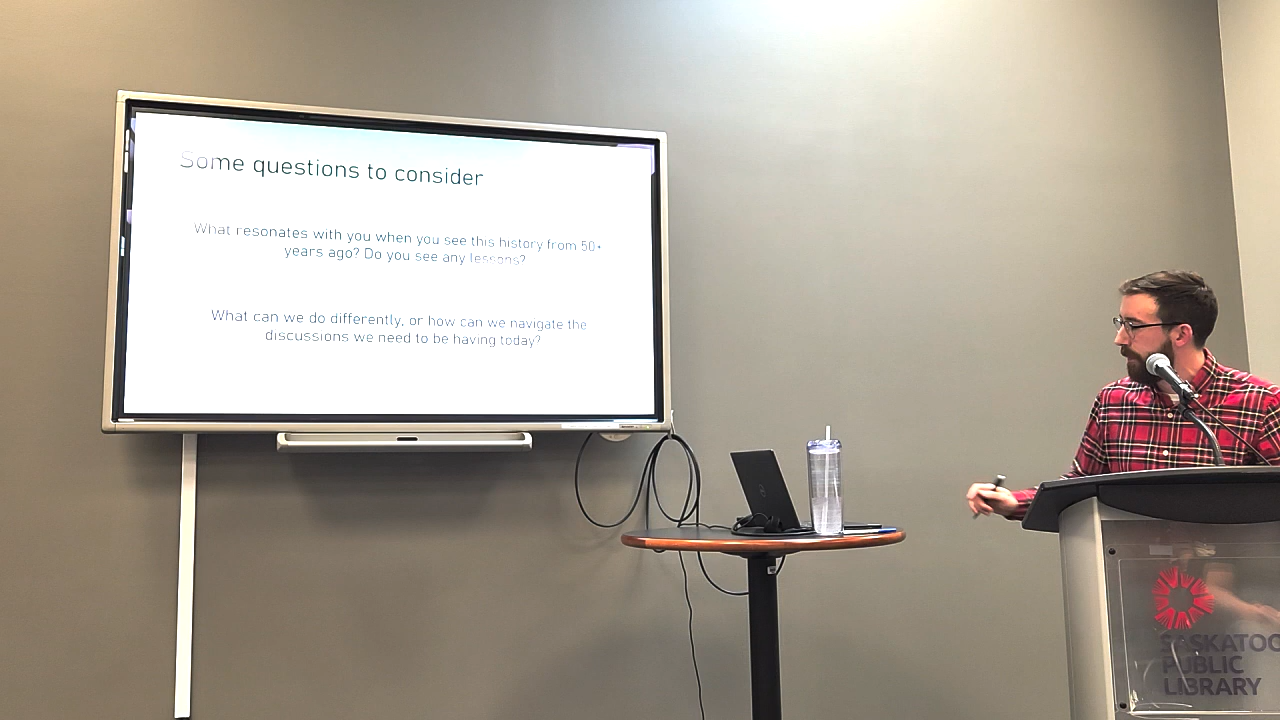 Some questions to consider
What resonates with you when you see this history from 50+
years ago? Do you see any lessons?
What can we do differently, or how can we navigate the
discussions we need to be having today?
SASKATOO
PUBLIC
LIBRARY